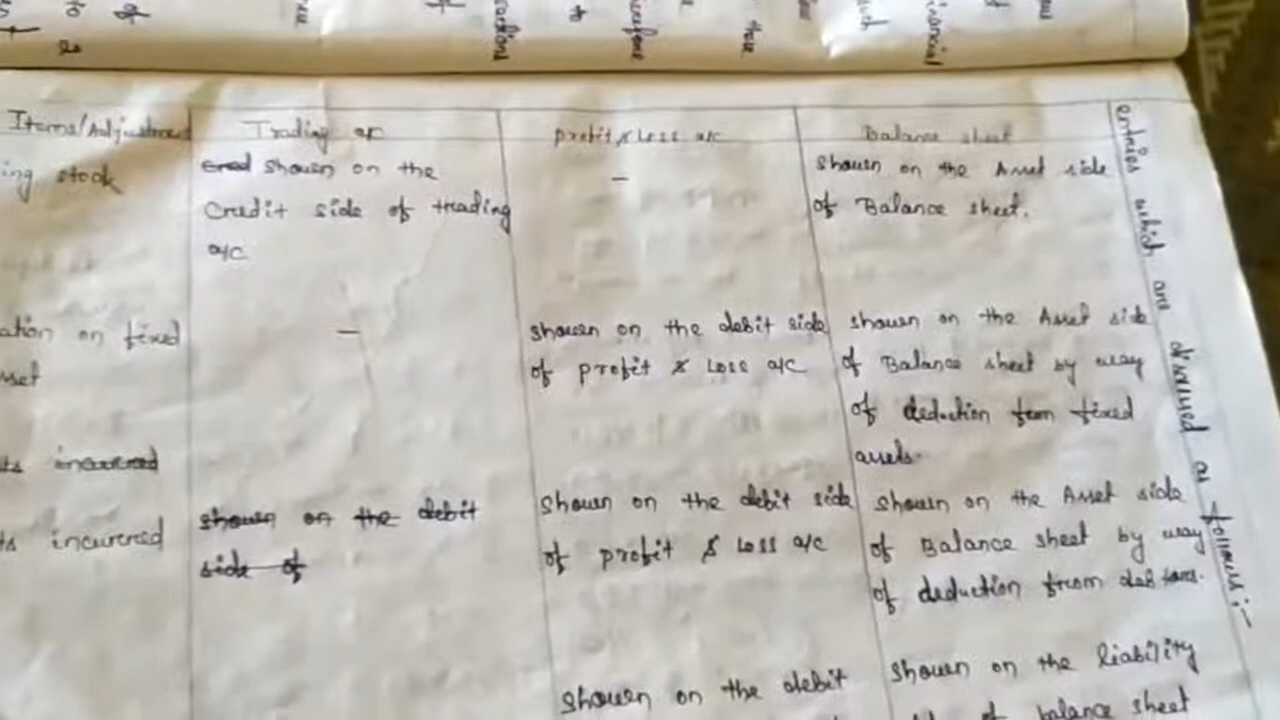 Items/Adjustment Trading ac profit & Loss a/c Balance sheet
ing stock shown on the - shown on the Asset side
Credit side of trading of Balance sheet.
a/c
ation on fixed - shown on the debit side shown on the Asset side
sset of profit & Loss a/c of Balance sheet by way
of deduction fom fixed
assets.
ts incurred
ts incurered shown on the debit shown on the debit side shown on the Asset side
side of of profit & Loss a/c of Balance sheet by way
of deduction from debtors.
shown on the debit shown on the liability
of balance sheet
entries which are discussed as follows:-